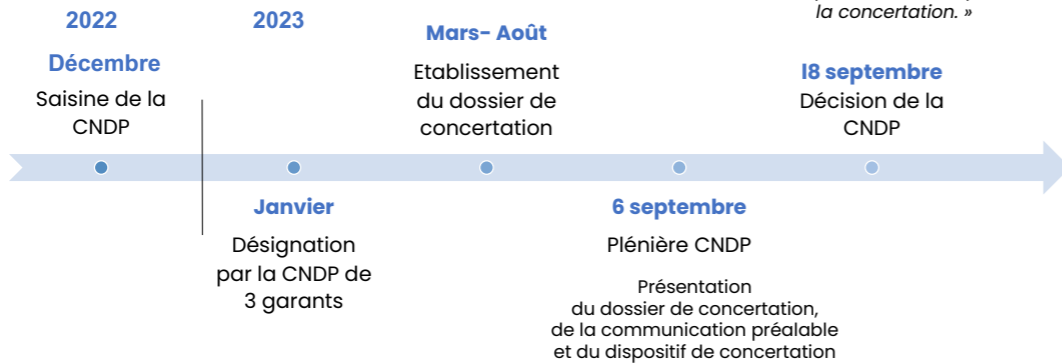 la concertation. »
2022
2023
Décembre
Saisine de la
CNDP
Mars- Août
Etablissement
du dossier de
concertation
18 septembre
Décision de la
CNDP
Janvier
Désignation
par la CNDP de
3 garants
6 septembre
Plénière CNDP
Présentation
du dossier de concertation,
de la communication préalable
et du dispositif de concertation